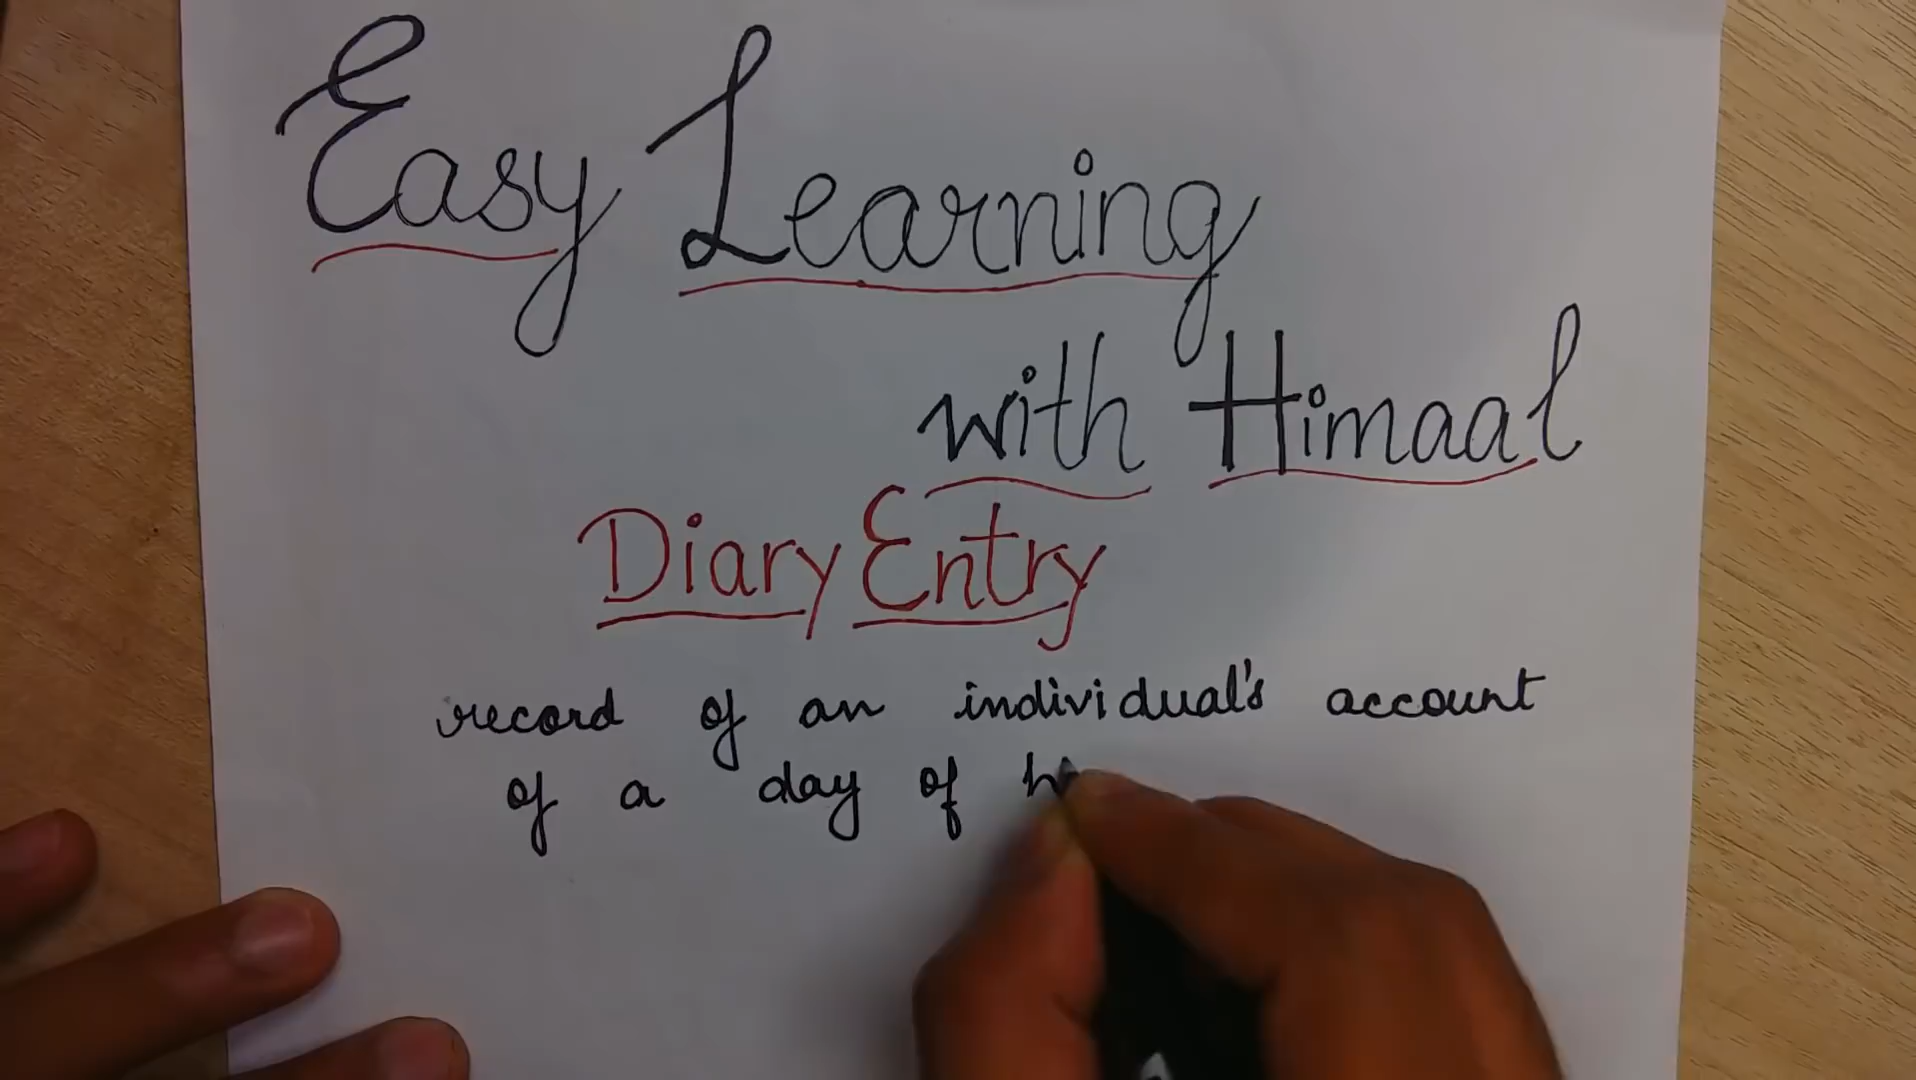 Easy Learning
with Himaal
Diary Entry
record of an individual's account
of a day of